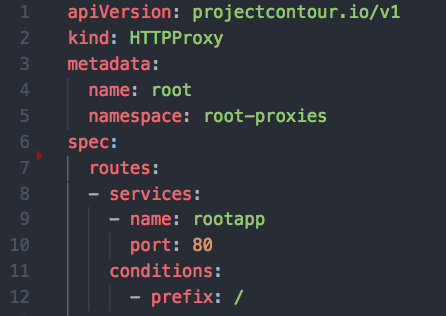 1 apiVersion: projectcontour.io/v1
2 kind: HTTPProxy
3 metadata:
4   name: root
5   namespace: root-proxies
6 spec:
7   routes:
8   - services:
9     - name: rootapp
10       port: 80
11     conditions:
12       - prefix: /